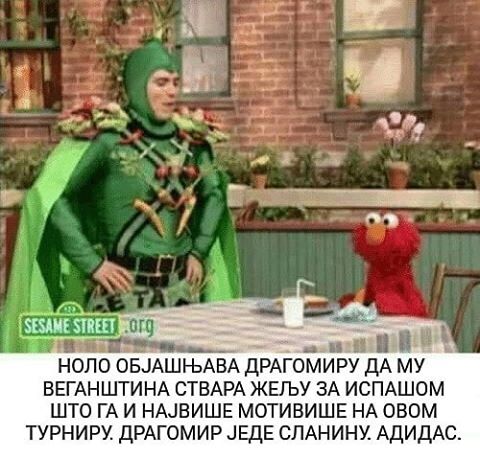 E TA
SESAME STREET .org
НОЛО ОБЈАШЊАВА ДРАГОМИРУ ДА МУ
ВЕГАНШТИНА СТВАРА ЖЕЉУ ЗА ИСПАШОМ
ШТО ГА И НАЈВИШЕ МОТИВИШЕ НА ОВОМ
ТУРНИРУ. ДРАГОМИР ЈЕДЕ СЛАНИНУ. АДИДАС.